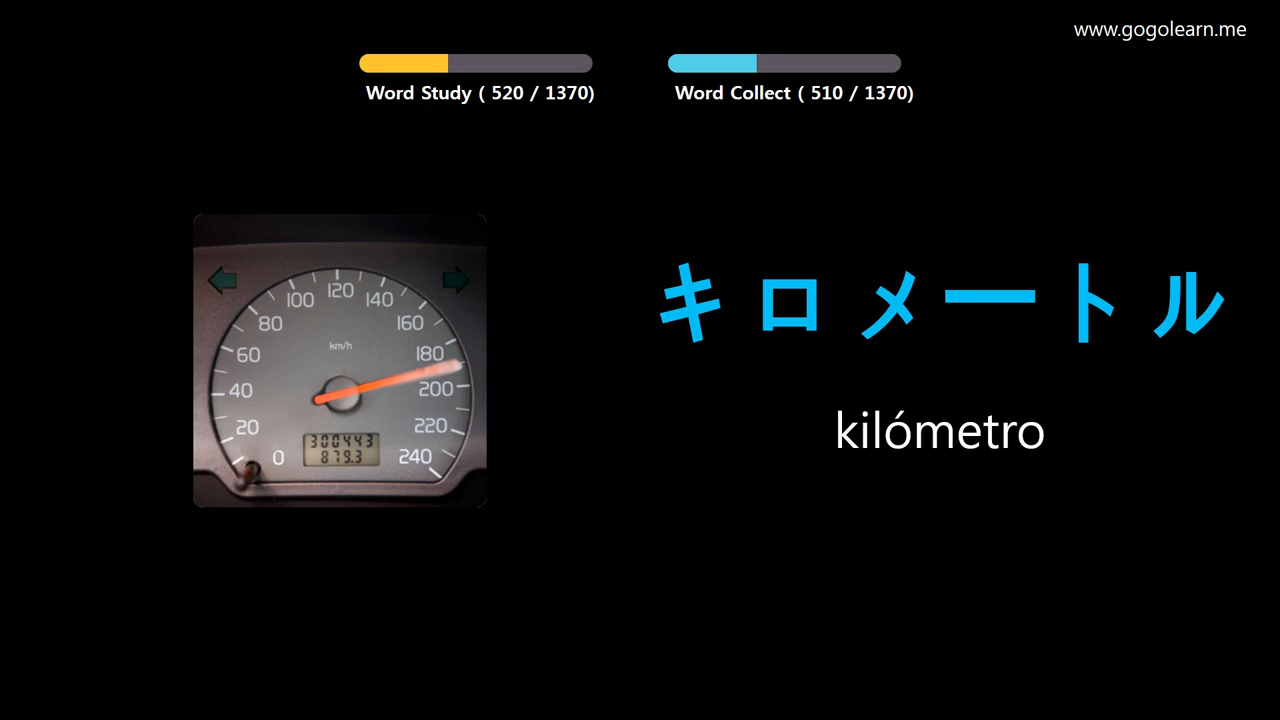 www.gogolearn.me
Word Study ( 520 / 1370)
Word Collect ( 510 / 1370)
キロメートル
kilómetro
0
20
40
60
80
100
120
140
160
180
200
220
240
km/h
300443
879.3